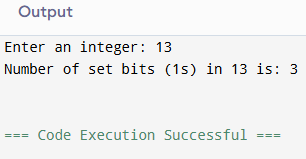 Output
Enter an integer: 13
Number of set bits (1s) in 13 is: 3
=== Code Execution Successful ===